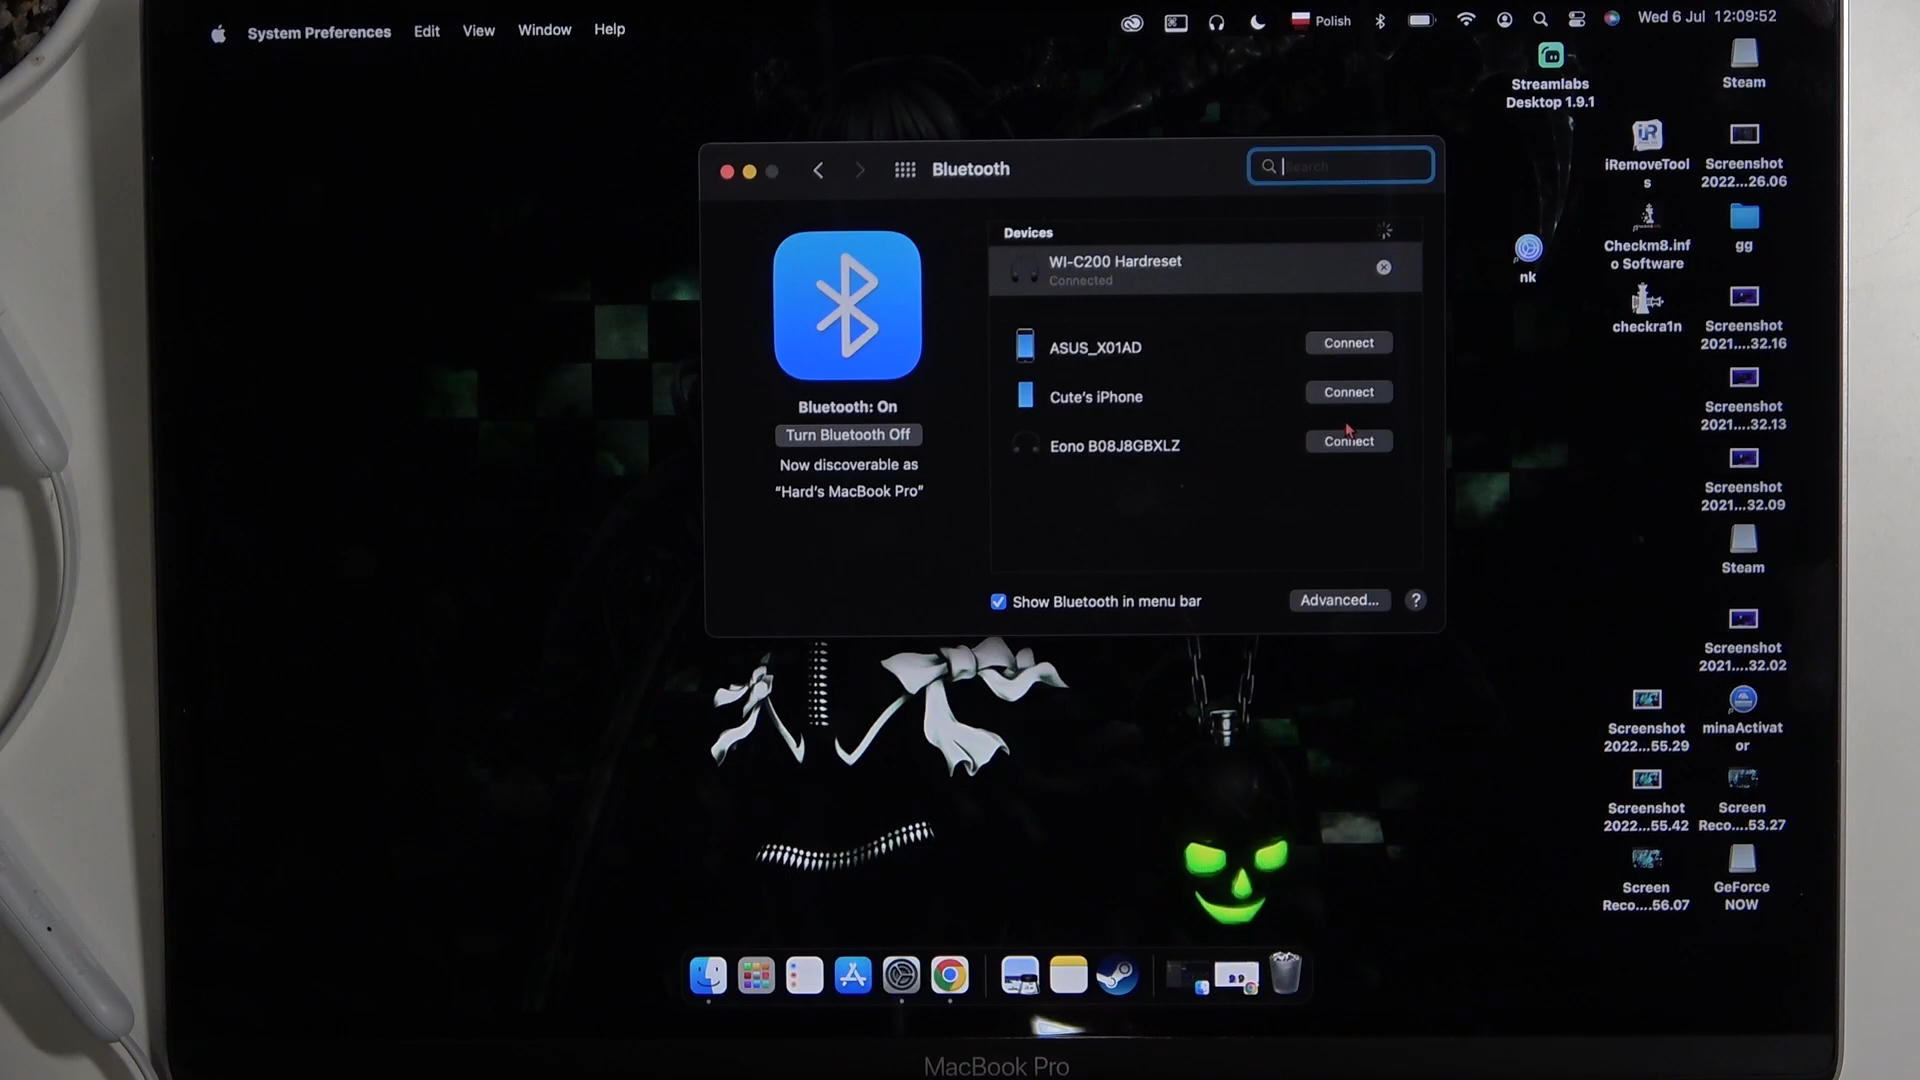 System Preferences Edit View Window Help
Polish
Wed 6 Jul 12:09:52
Bluetooth
Search
Devices
WI-C200 Hardreset
Connected
ASUS_X01AD
Connect
Cute's iPhone
Connect
Eono B08J8GBXLZ
Connect
Bluetooth: On
Turn Bluetooth Off
Now discoverable as
"Hard's MacBook Pro"
Show Bluetooth in menu bar
Advanced...
?
Streamlabs
Desktop 1.9.1
Steam
iRemoveTool
s
Screenshot
2022...26.06
Checkm8.inf
o Software
gg
nk
checkra1n
Screenshot
2021....32.16
Screenshot
2021....32.13
Screenshot
2021...32.09
Steam
Screenshot
2021....32.02
Screenshot
2022...55.29
minaActivat
or
Screenshot
2022...55.42
Screen
Reco....53.27
Screen
Reco....56.07
GeForce
NOW
MacBook Pro